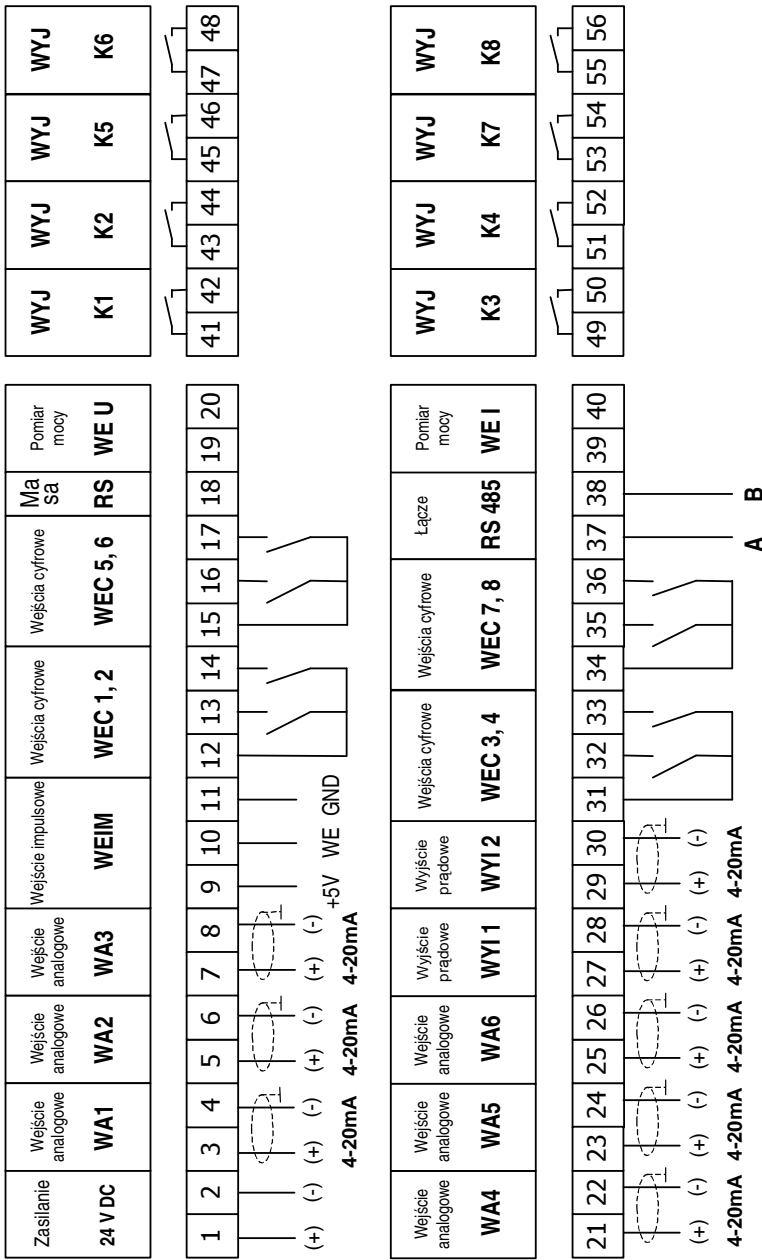 Zasilanie
24 V DC
Wejście
analogowe
WA1
Wejście
analogowe
WA2
Wejście
analogowe
WA3
Wejście impulsowe
WEIM
Wejścia cyfrowe
WEC 1, 2
Wejścia cyfrowe
WEC 5, 6
Ma
sa
RS
Pomiar
mocy
WE U
WYJ
K1
WYJ
K2
WYJ
K5
WYJ
K6
1 2 3 4 5 6 7 8 9 10 11 12 13 14 15 16 17 18 19 20
41 42 43 44 45 46 47 48
(+) (-) (+) (-) (+) (-) (+) (-) +5V WE GND
4-20mA 4-20mA 4-20mA
Wejście
analogowe
WA4
Wejście
analogowe
WA5
Wejście
analogowe
WA6
Wyjście
prądowe
WYI 1
Wyjście
prądowe
WYI 2
Wejścia cyfrowe
WEC 3, 4
Wejścia cyfrowe
WEC 7, 8
Łącze
RS 485
Pomiar
mocy
WE I
WYJ
K3
WYJ
K4
WYJ
K7
WYJ
K8
21 22 23 24 25 26 27 28 29 30 31 32 33 34 35 36 37 38 39 40
49 50 51 52 53 54 55 56
(+) (-) (+) (-) (+) (-) (+) (-) (+) (-)
4-20mA 4-20mA 4-20mA 4-20mA 4-20mA
A B